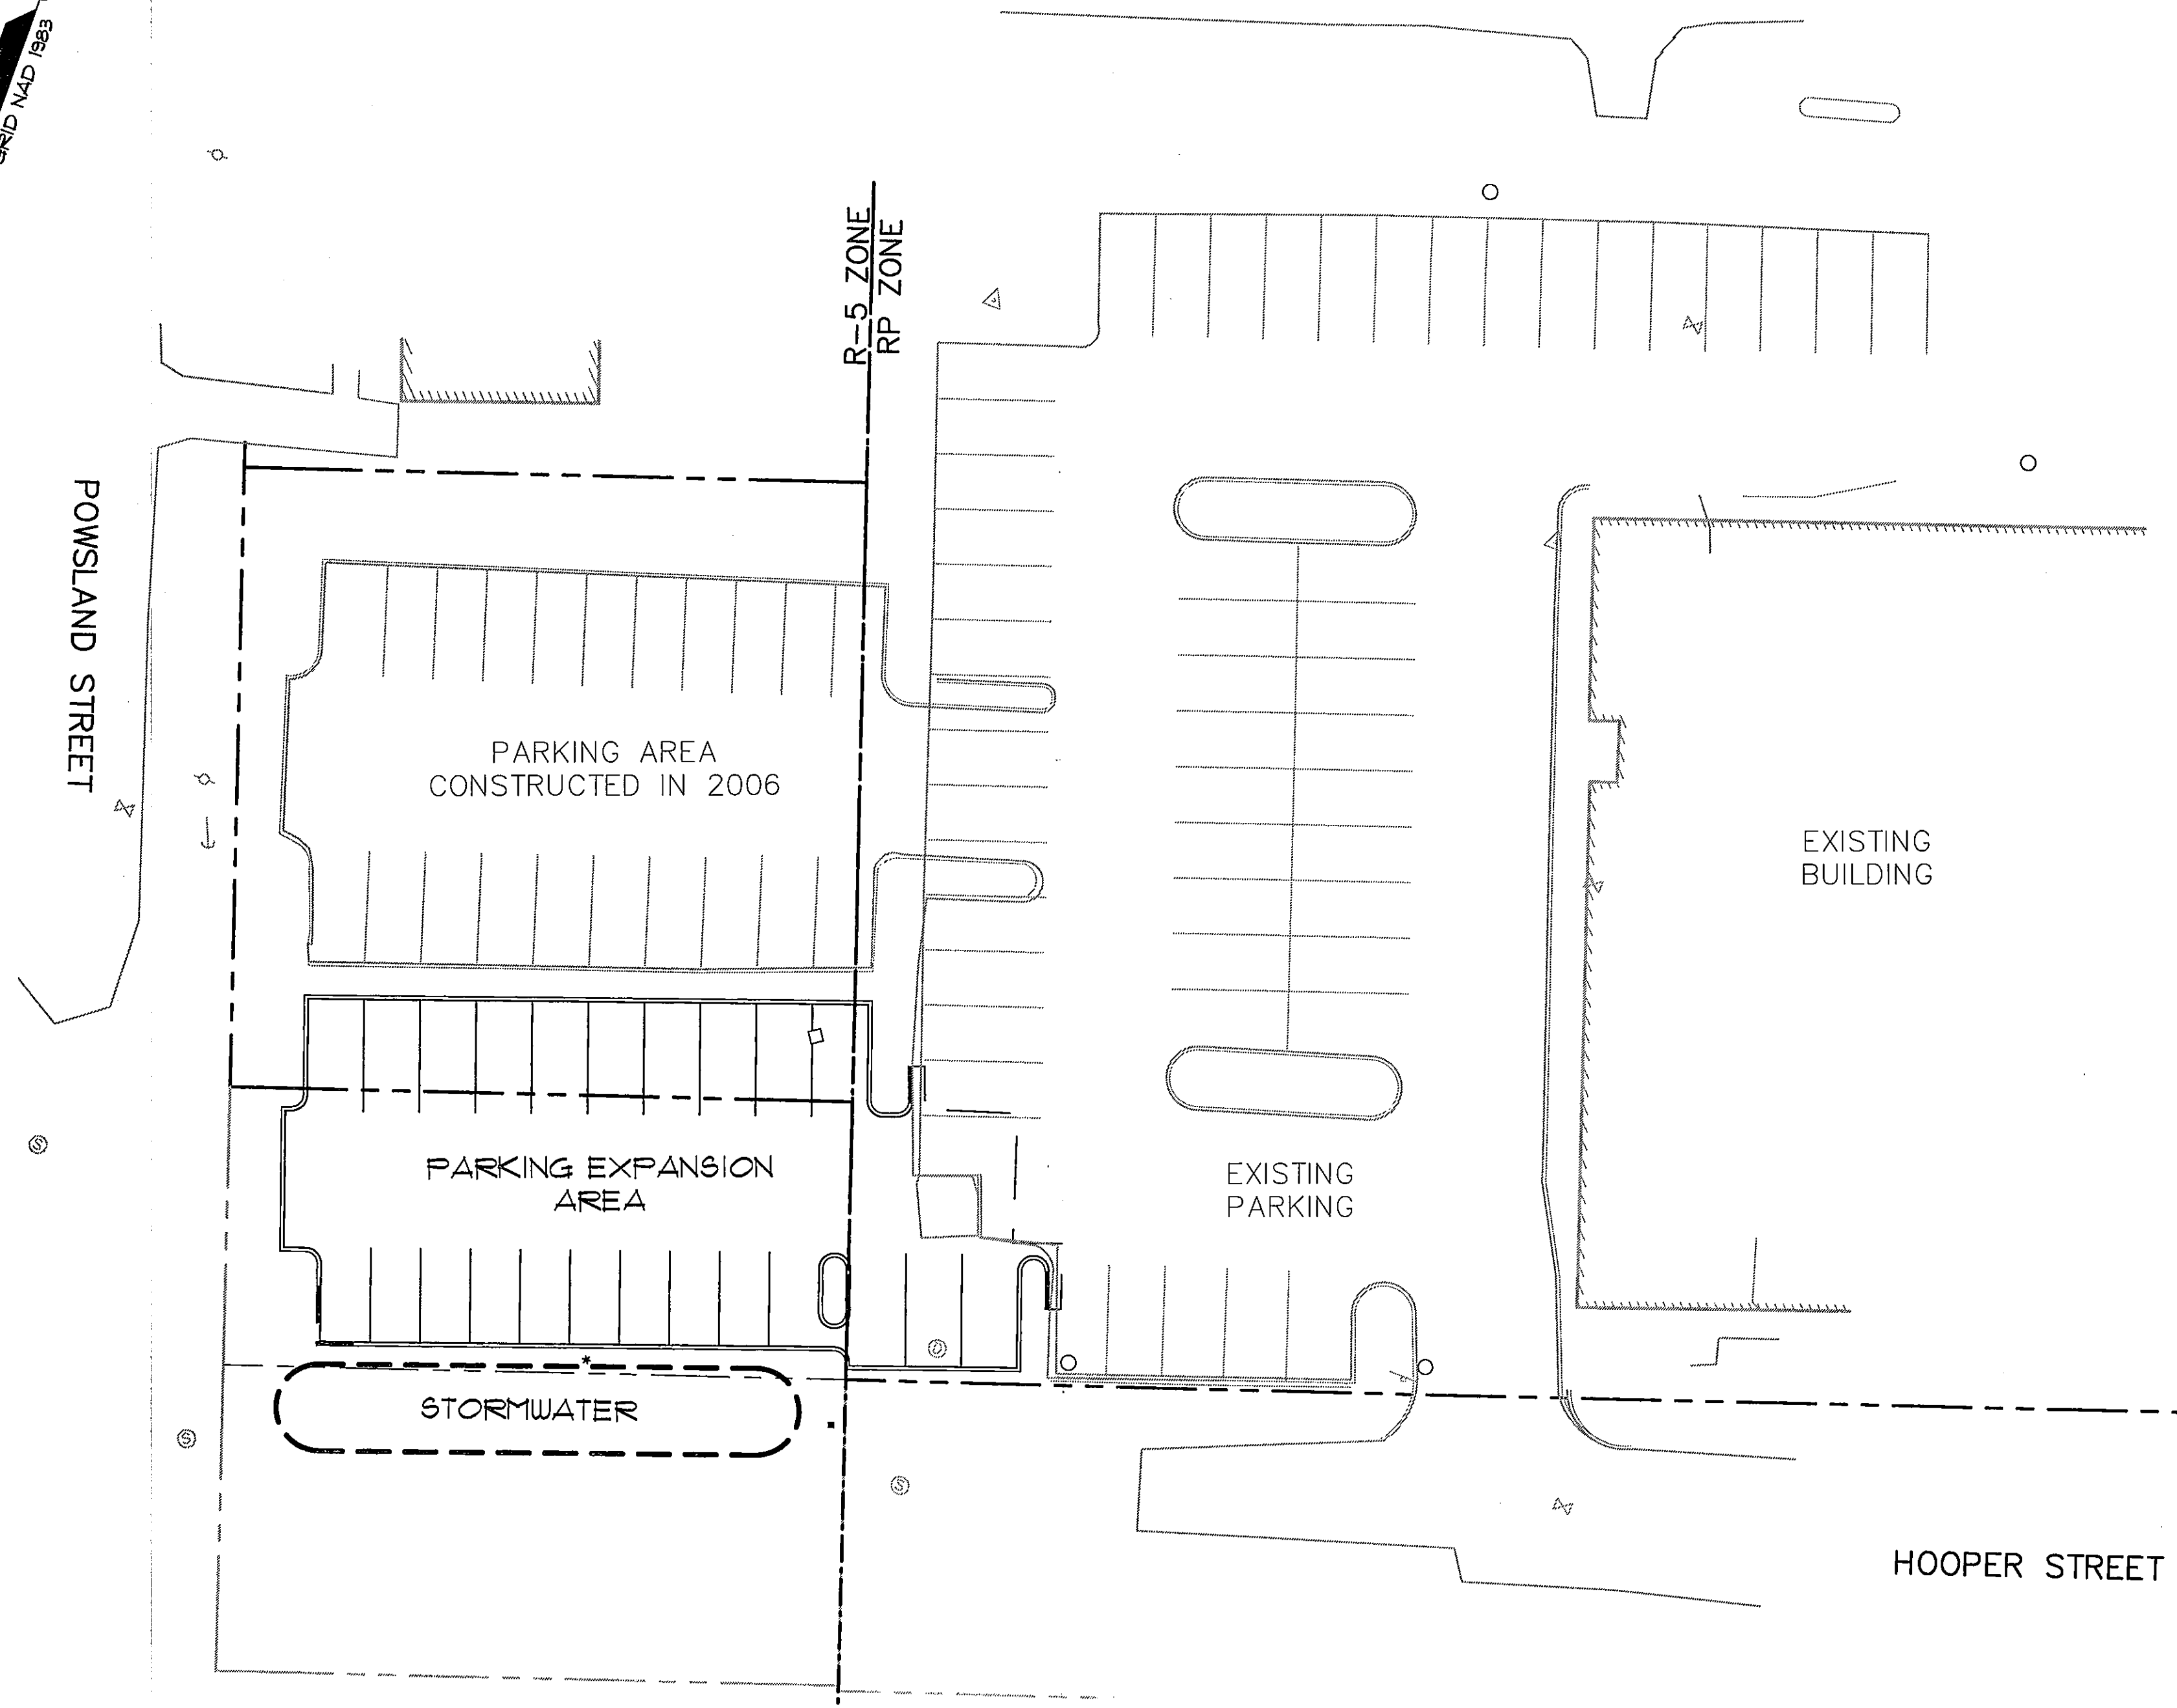 GRID NAD 1983
R-5 ZONE
RP ZONE
POWSLAND STREET
PARKING AREA
CONSTRUCTED IN 2006
EXISTING
BUILDING
PARKING EXPANSION
AREA
EXISTING
PARKING
STORMWATER
HOOPER STREET
S
S
S
D